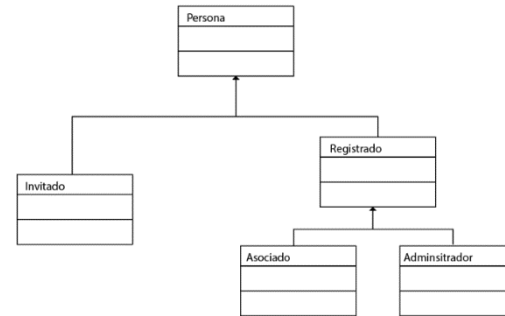 Persona
Registrado
Invitado
Asociado
Adminsitrador